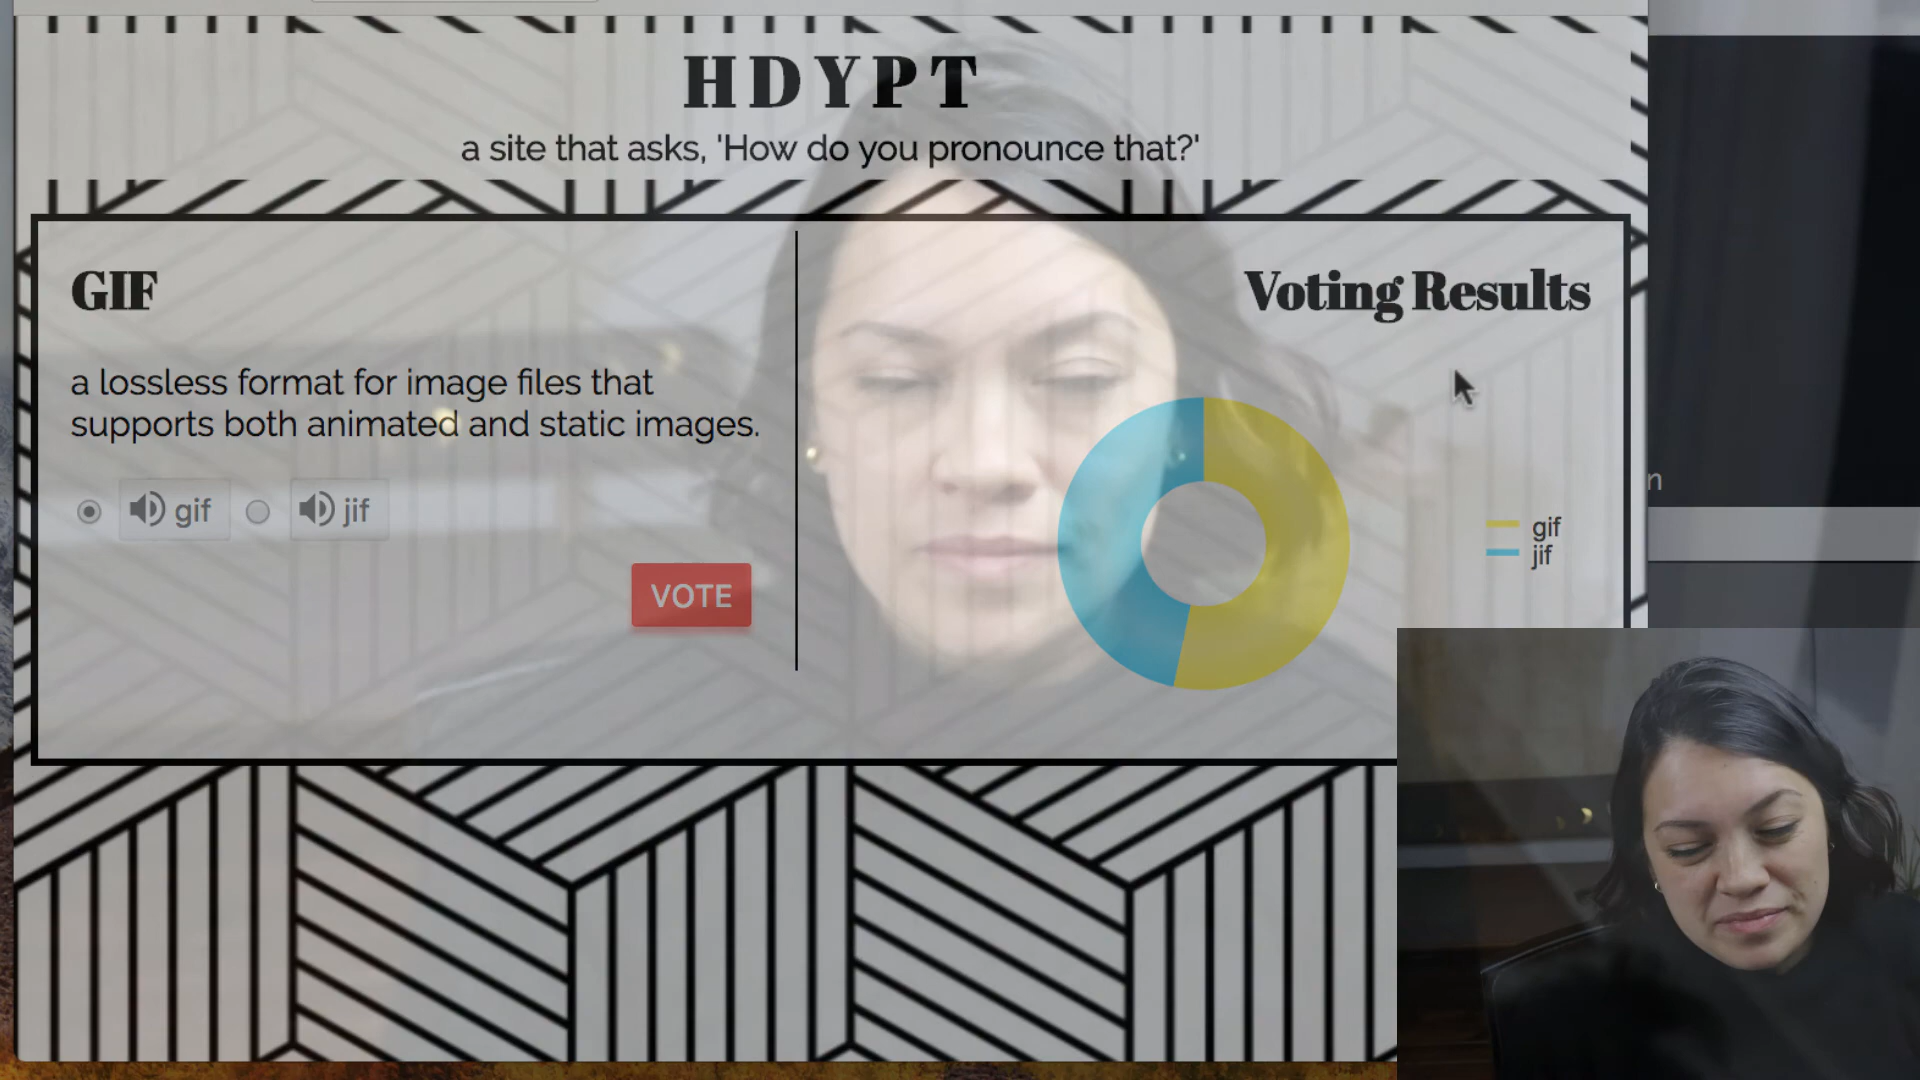 HDYPT
a site that asks, 'How do you pronounce that?'
GIF
a lossless format for image files that
supports both animated and static images.
gif
jif
VOTE
Voting Results
gif
jif
n